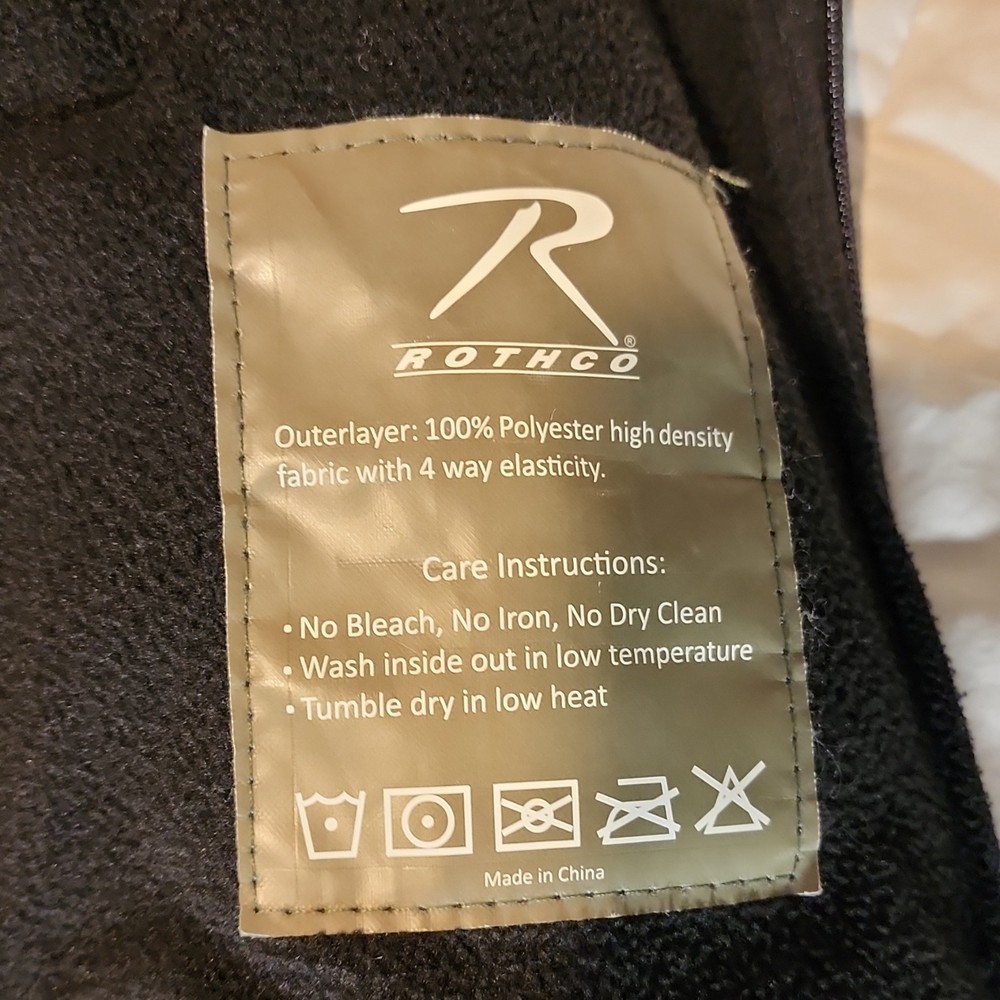 R
ROTHCO®
Outerlayer: 100% Polyester high density
fabric with 4 way elasticity.
Care Instructions:
• No Bleach, No Iron, No Dry Clean
• Wash inside out in low temperature
• Tumble dry in low heat
Made in China